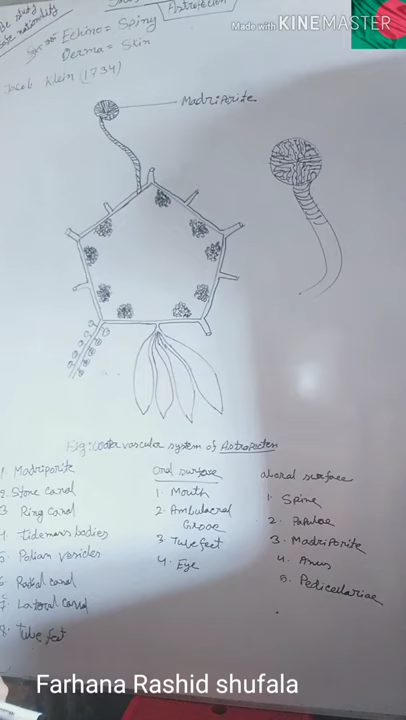 Made with KINEMASTER
be study
Astropecten
Echino = Spiny
Derma = Skin
Jacob Klein (1734)
Madriporite
Fig: Water vascular system of Astropecten
1. Madriporite
2. Stone canal
3 Ring canal
4 tidemans bodies
5. Polian vesicles
6 Radial canal
7. Lateral canal
8. Tube feet
Oral surface
1. Mouth
2. Ambulacral
Groove
3. Tube feet
4. Eye
aboral surface
1. Spine
2. Papulae
3. Madriporite
4. Anus
5. Pedicellariae
Farhana Rashid shufala